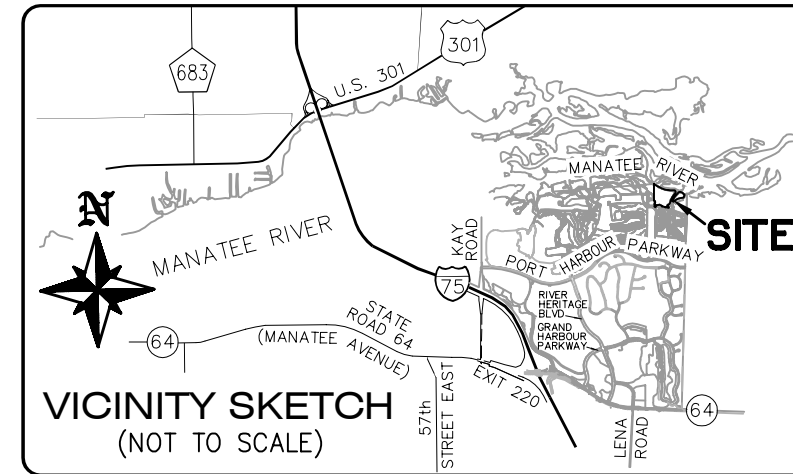 301
683
U.S. 301
MANATEE RIVER
N
SITE
MANATEE RIVER
KAY
ROAD
PORT HARBOUR PARKWAY
75
RIVER
HERITAGE
BLVD
GRAND
HARBOUR
PARKWAY
STATE
ROAD 64
(MANATEE AVENUE)
64
EXIT 220
57th
STREET EAST
LENA
ROAD
64
VICINITY SKETCH
(NOT TO SCALE)